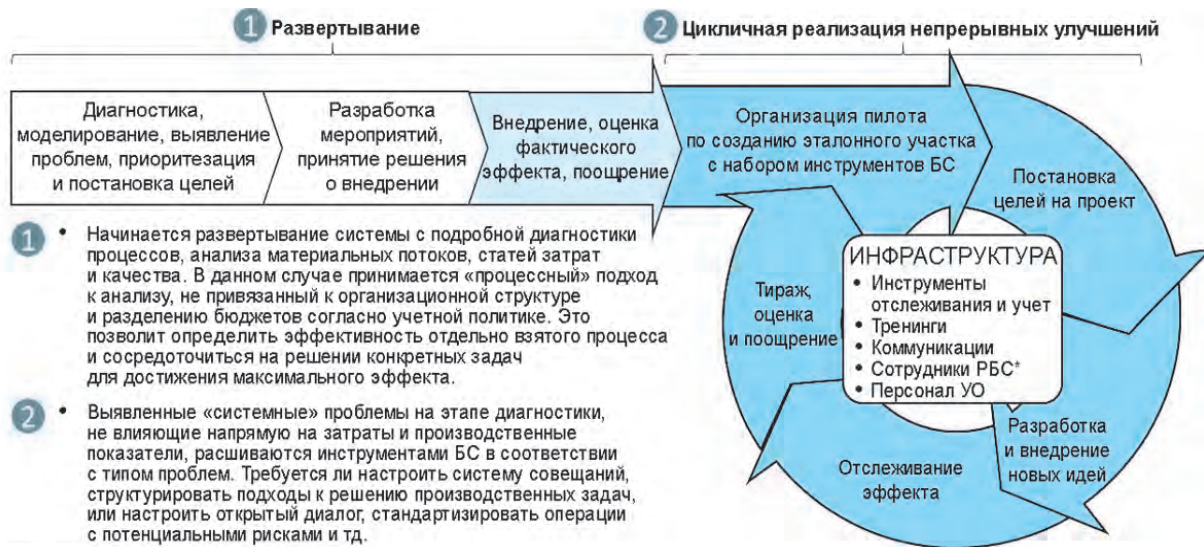 1 Развертывание
2 Цикличная реализация непрерывных улучшений
Диагностика,
моделирование, выявление
проблем, приоритезация
и постановка целей
Разработка
мероприятий,
принятие решения
о внедрении
Внедрение, оценка
фактического
эффекта, поощрение
Организация пилота
по созданию эталонного участка
с набором инструментов БС
Постановка
целей на проект
Разработка
и внедрение
новых идей
Отслеживание
эффекта
Тираж,
оценка
и поощрение
ИНФРАСТРУКТУРА
• Инструменты
отслеживания и учет
• Тренинги
• Коммуникации
• Сотрудники РБС*
• Персонал УО
1 • Начинается развертывание системы с подробной диагностики
процессов, анализа материальных потоков, статей затрат
и качества. В данном случае принимается «процессный» подход
к анализу, не привязанный к организационной структуре
и разделению бюджетов согласно учетной политике. Это
позволит определить эффективность отдельно взятого процесса
и сосредоточиться на решении конкретных задач
для достижения максимального эффекта.
2 • Выявленные «системные» проблемы на этапе диагностики,
не влияющие напрямую на затраты и производственные
показатели, расшиваются инструментами БС в соответствии
с типом проблем. Требуется ли настроить систему совещаний,
структурировать подходы к решению производственных задач,
или настроить открытый диалог, стандартизировать операции
с потенциальными рисками и тд.